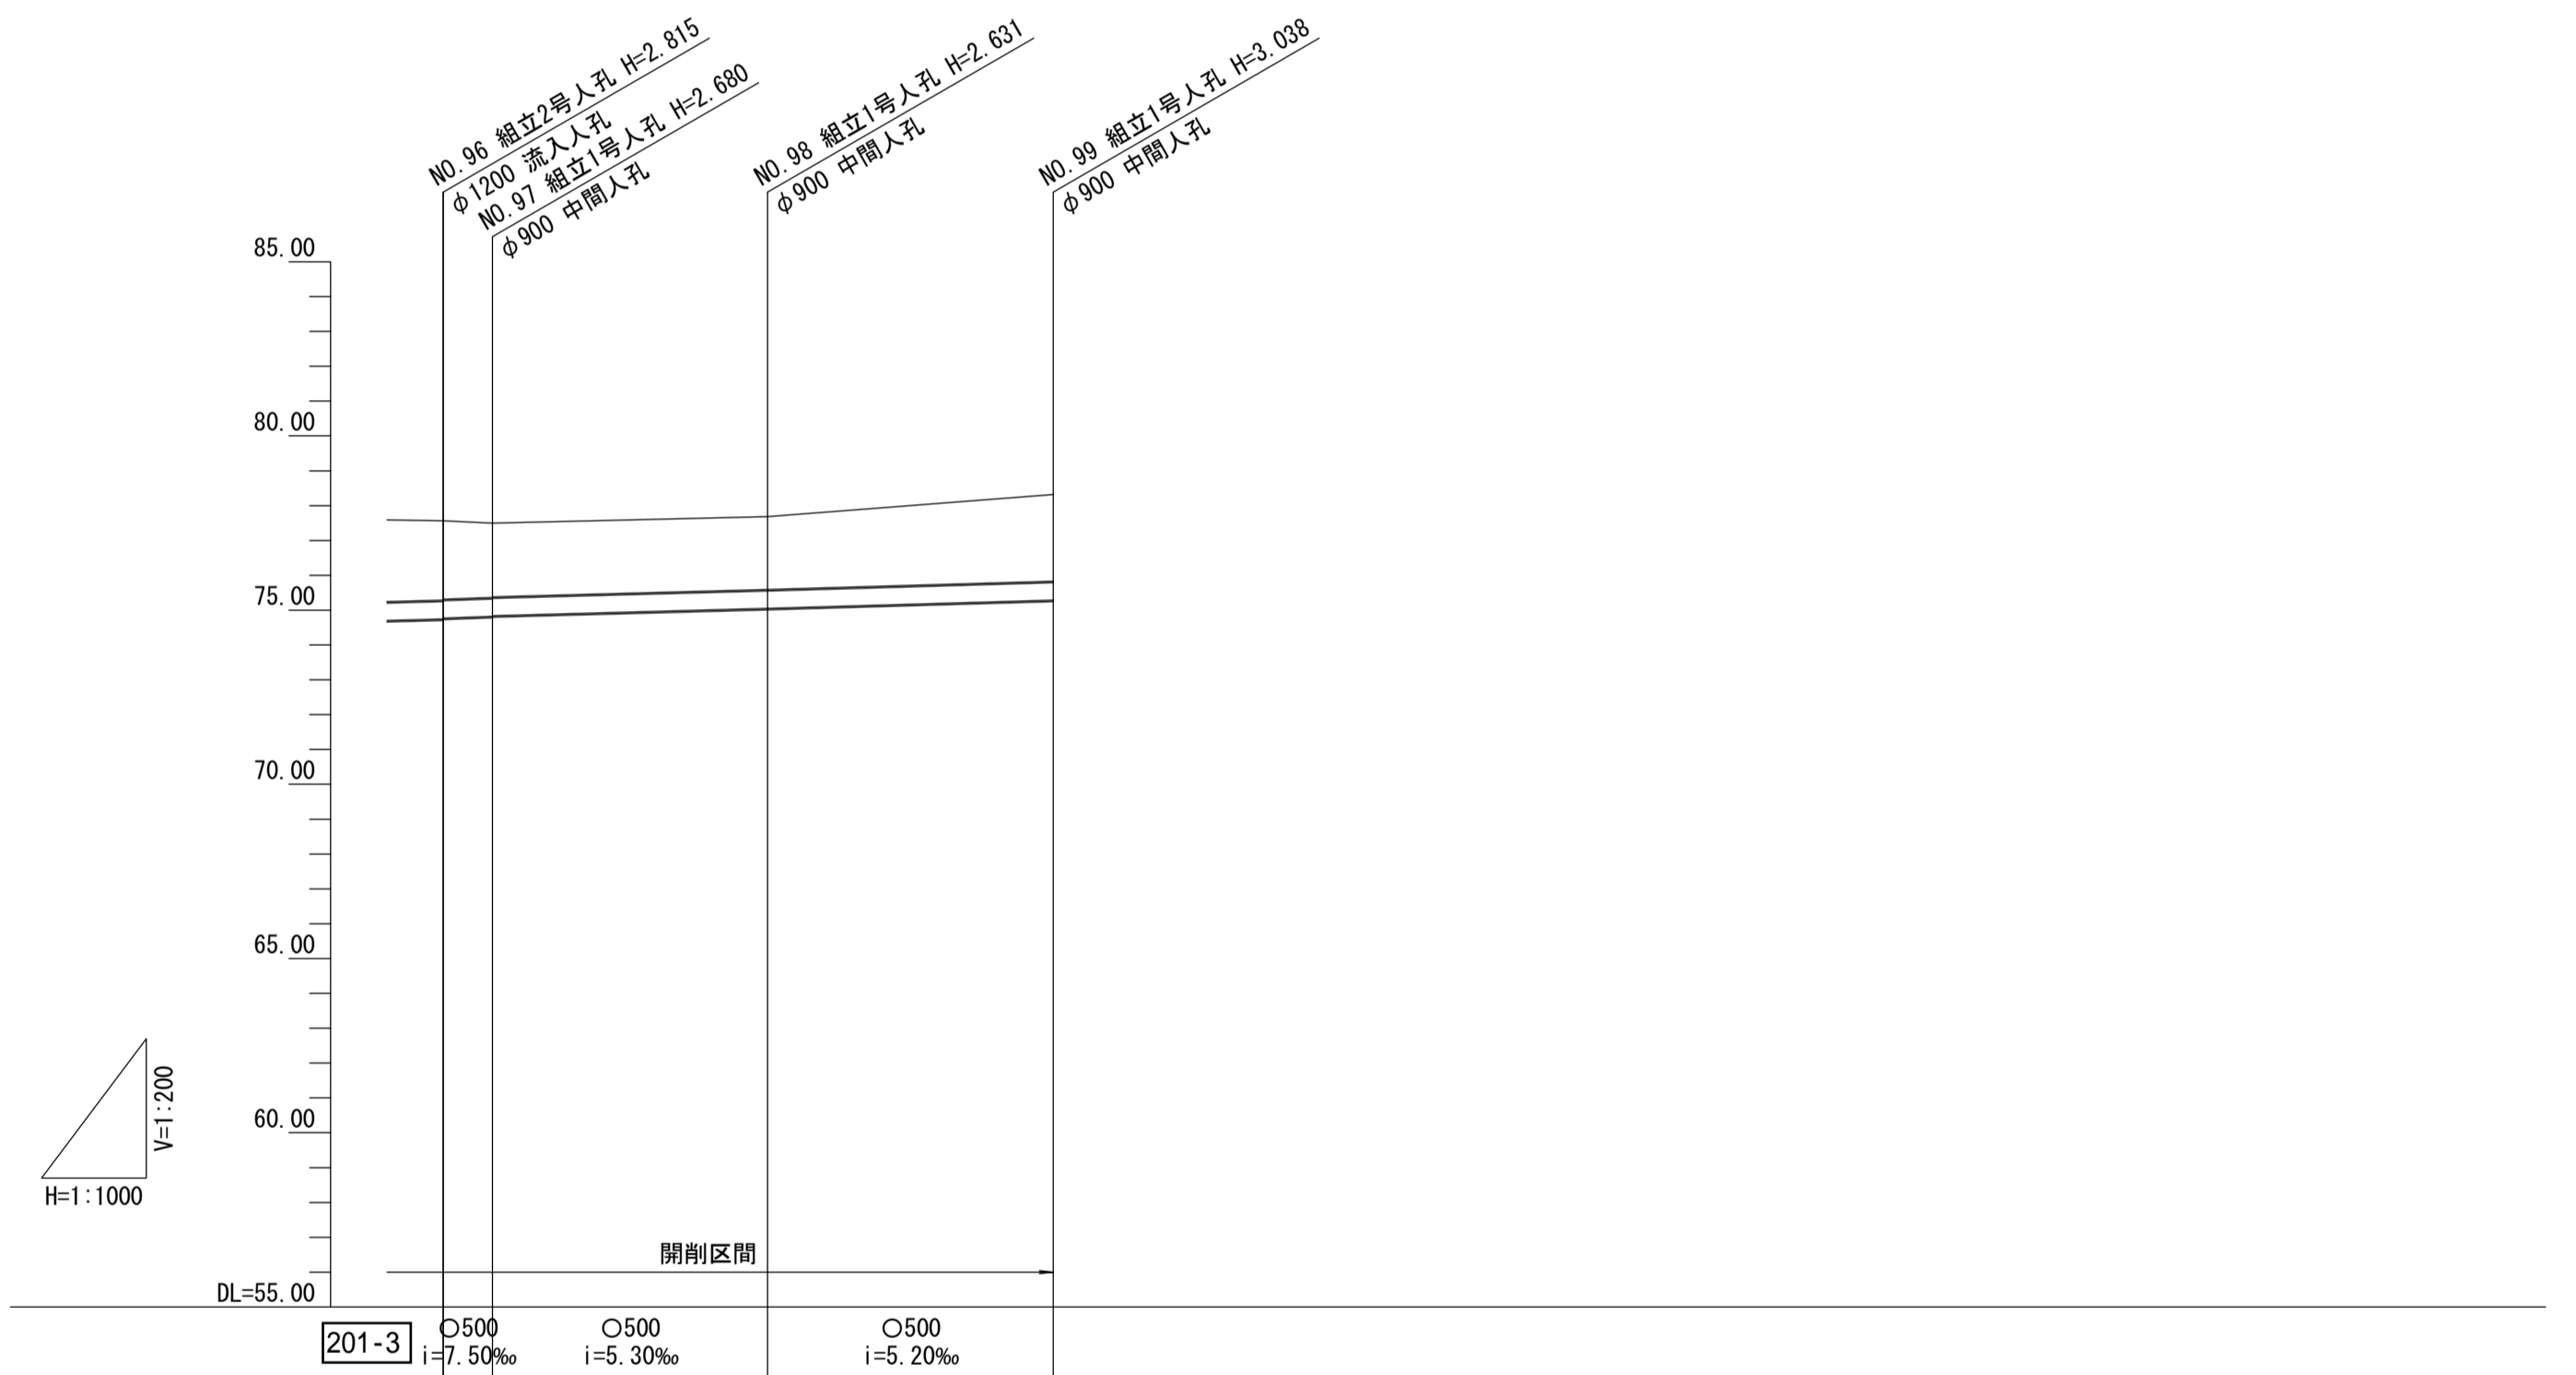 NO.96 組立2号人孔 H=2.815
φ1200 流入人孔
NO.97 組立1号人孔 H=2.680
φ900 中間人孔
NO.98 組立1号人孔 H=2.631
φ900 中間人孔
NO.99 組立1号人孔 H=3.038
φ900 中間人孔
85.00
80.00
75.00
70.00
65.00
60.00
V=1:200
H=1:1000
開削区間
DL=55.00
201-3
○500
i=7.50‰
○500
i=5.30‰
○500
i=5.20‰